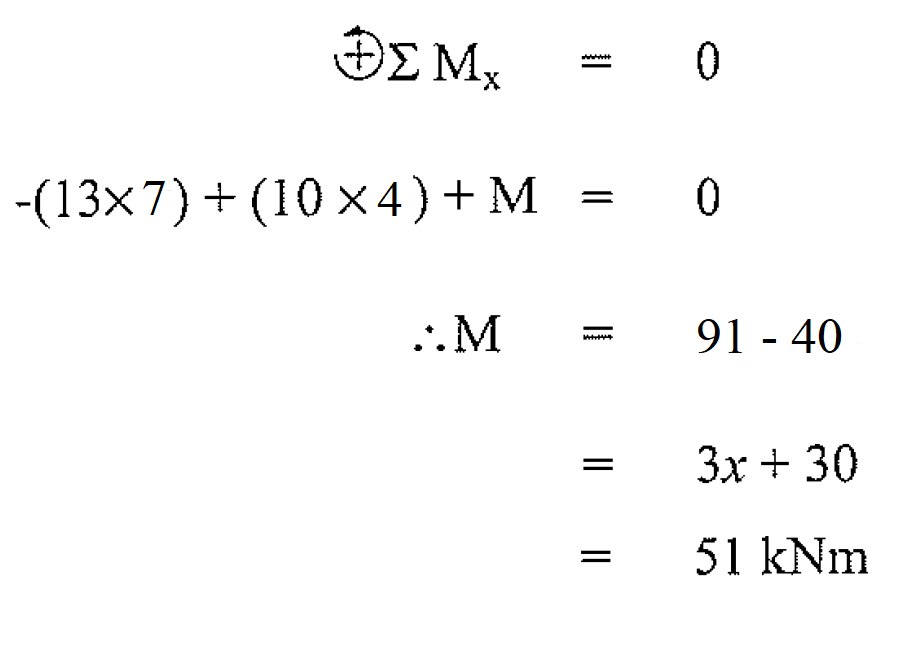 ⊕Σ Mₓ = 0
-(13×7) + (10 × 4) + M = 0
∴M = 91 - 40
= 3x + 30
= 51 kNm